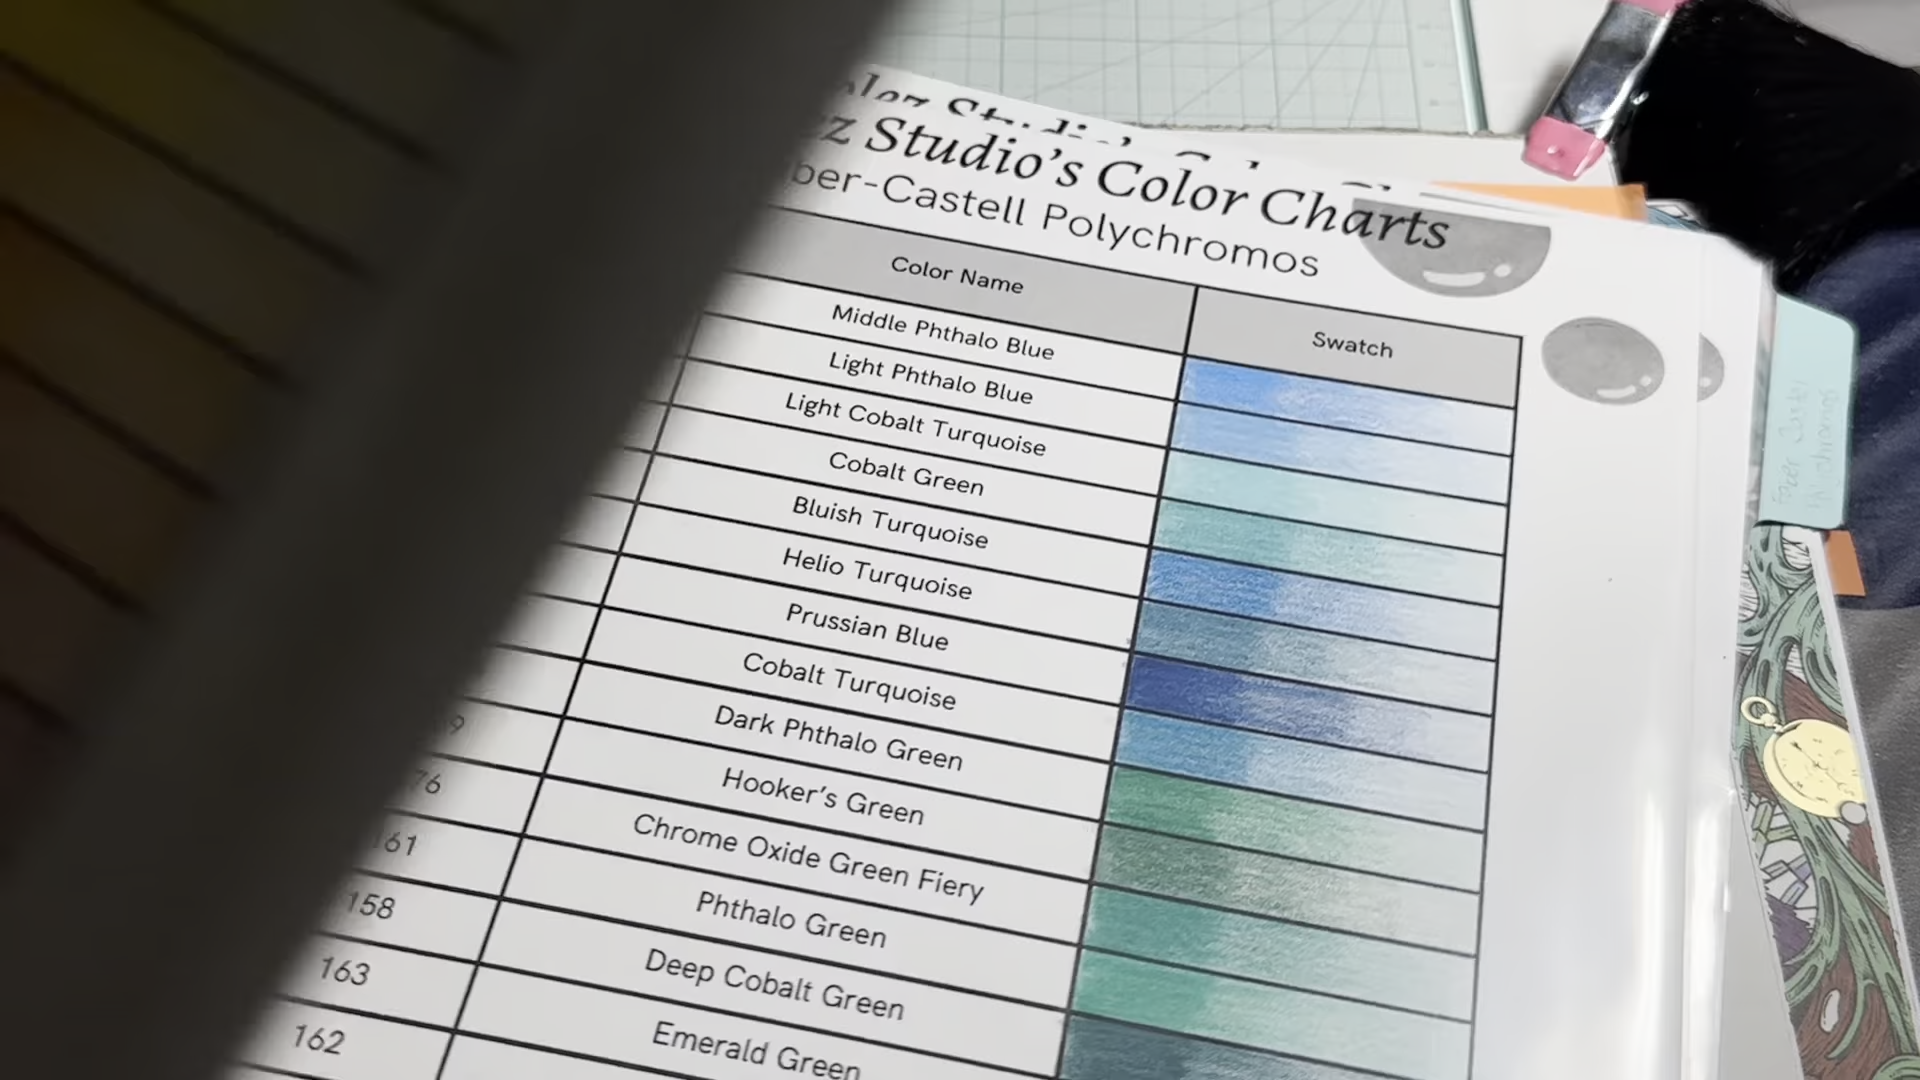 Studio's Color Charts
ber-Castell Polychromos
Color Name Swatch
Middle Phthalo Blue
Light Phthalo Blue
Light Cobalt Turquoise
Cobalt Green
Bluish Turquoise
Helio Turquoise
Prussian Blue
Cobalt Turquoise
9 Dark Phthalo Green
76 Hooker's Green
161 Chrome Oxide Green Fiery
158 Phthalo Green
163 Deep Cobalt Green
162 Emerald Green